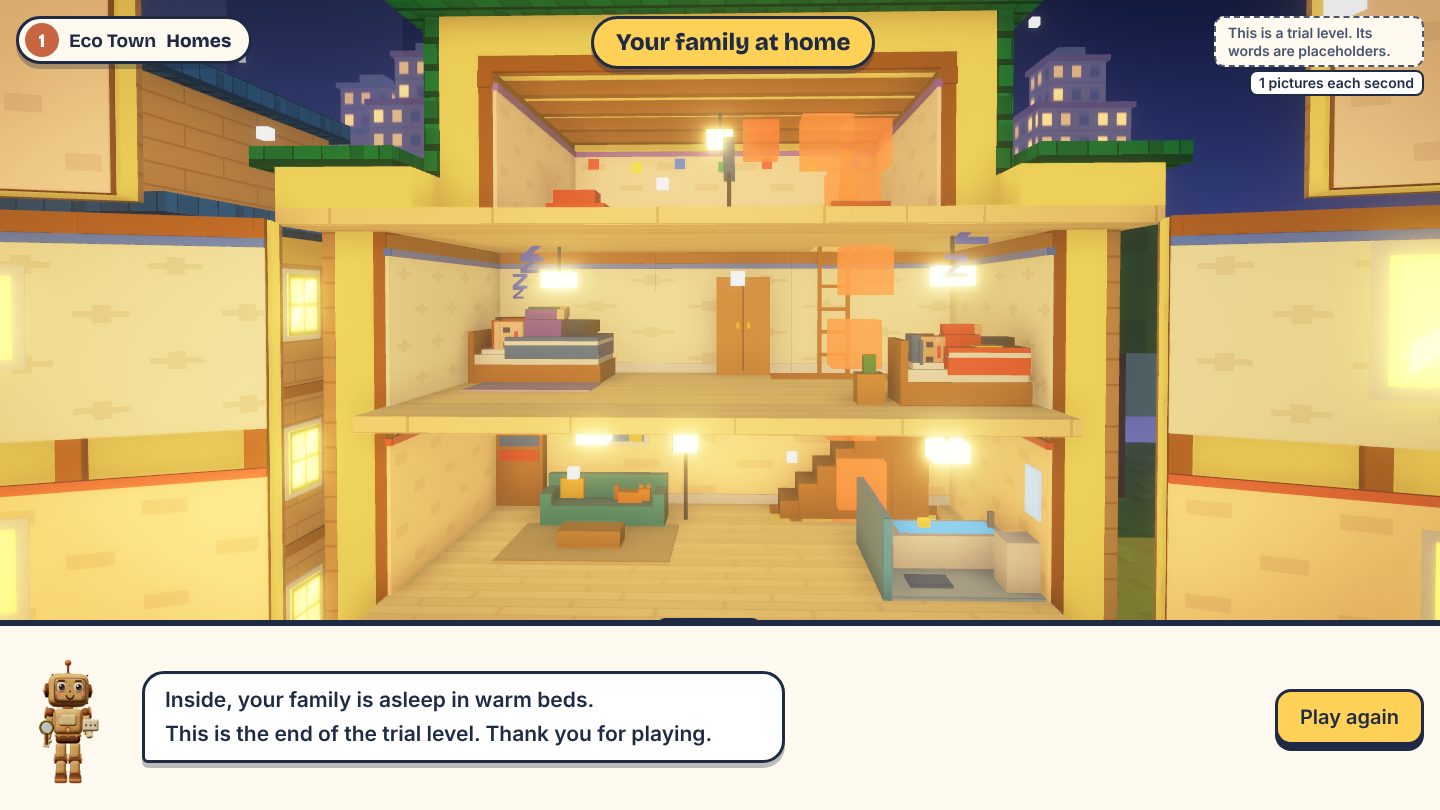 1 Eco Town Homes
Your family at home
This is a trial level. Its
words are placeholders.
1 pictures each second
Inside, your family is asleep in warm beds.
This is the end of the trial level. Thank you for playing.
Play again